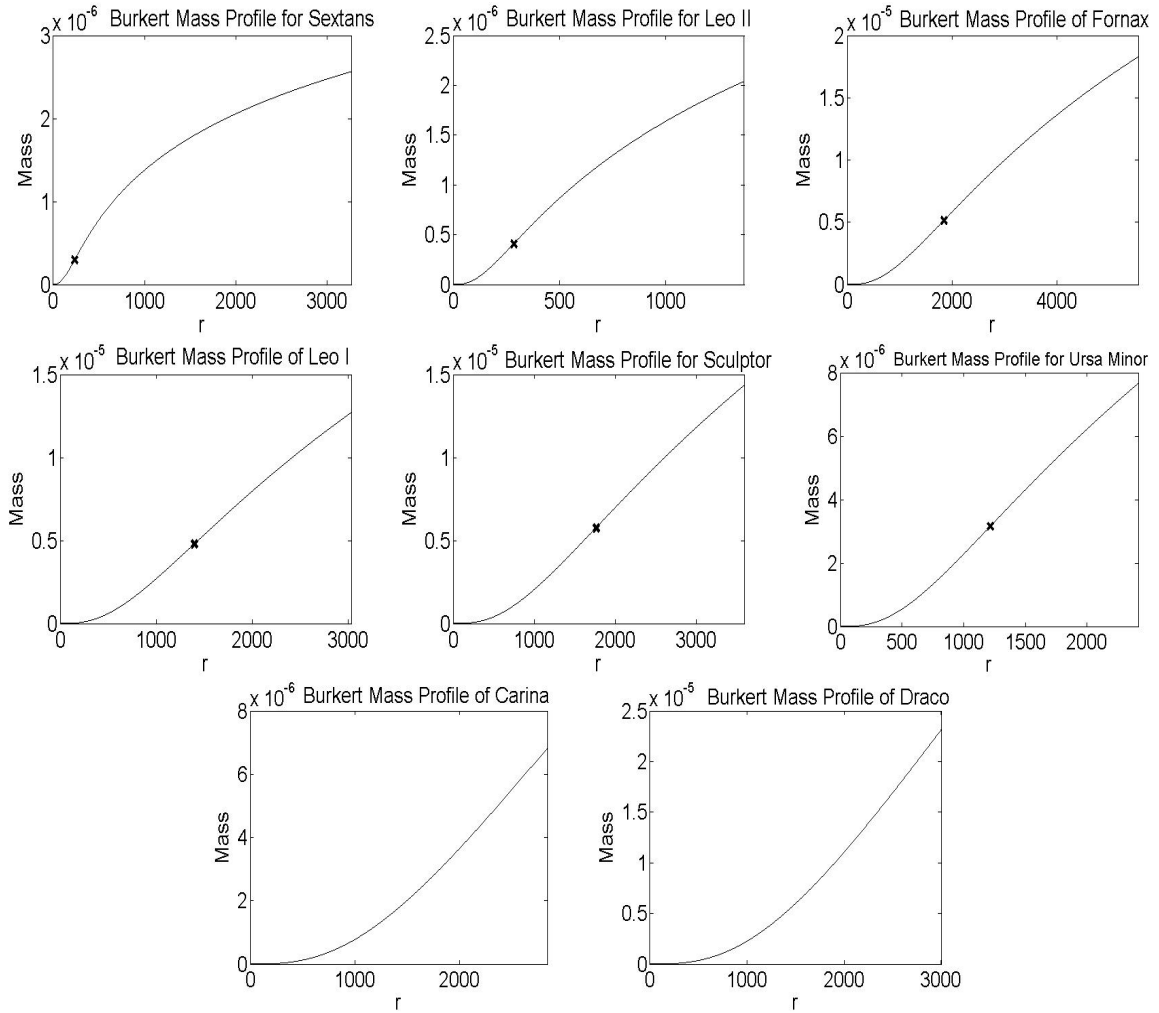 x 10^-6 Burkert Mass Profile for Sextans
3
2
1
0
Mass
0 1000 2000 3000
r
x 10^-6 Burkert Mass Profile for Leo II
2.5
2
1.5
1
0.5
0
Mass
0 500 1000
r
x 10^-5 Burkert Mass Profile of Fornax
2
1.5
1
0.5
0
Mass
0 2000 4000
r
x 10^-5 Burkert Mass Profile of Leo I
1.5
1
0.5
0
Mass
0 1000 2000 3000
r
x 10^-5 Burkert Mass Profile for Sculptor
1.5
1
0.5
0
Mass
0 1000 2000 3000
r
x 10^-6 Burkert Mass Profile for Ursa Minor
8
6
4
2
0
Mass
0 500 1000 1500 2000
r
x 10^-6 Burkert Mass Profile of Carina
8
6
4
2
0
Mass
0 1000 2000
r
x 10^-5 Burkert Mass Profile of Draco
2.5
2
1.5
1
0.5
0
Mass
0 1000 2000 3000
r